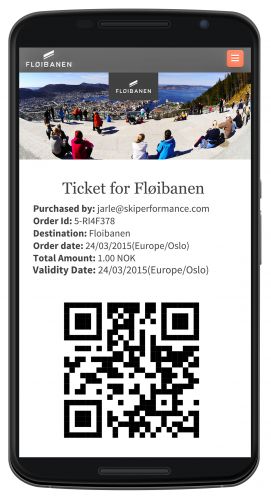 FLØIBANEN
FLØIBANEN
Ticket for Fløibanen
Purchased by: jarle@skiperformance.com
Order Id: 5-RI4F378
Destination: Floibanen
Order date: 24/03/2015(Europe/Oslo)
Total Amount: 1.00 NOK
Validity Date: 24/03/2015(Europe/Oslo)